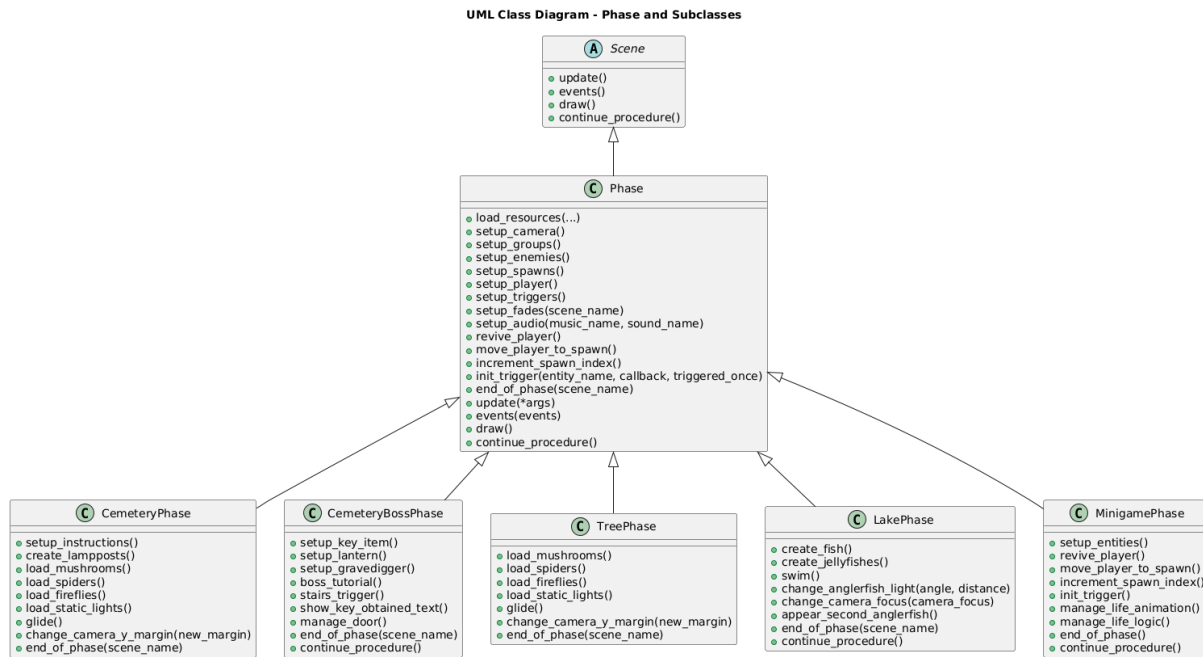 UML Class Diagram - Phase and Subclasses
A Scene
update()
events()
draw()
continue_procedure()
C Phase
load_resources(...)
setup_camera()
setup_groups()
setup_enemies()
setup_spawns()
setup_player()
setup_triggers()
setup_fades(scene_name)
setup_audio(music_name, sound_name)
revive_player()
move_player_to_spawn()
increment_spawn_index()
init_trigger(entity_name, callback, triggered_once)
end_of_phase(scene_name)
update(*args)
events(events)
draw()
continue_procedure()
C CemeteryPhase
setup_instructions()
create_lampposts()
load_mushrooms()
load_spiders()
load_fireflies()
load_static_lights()
glide()
change_camera_y_margin(new_margin)
end_of_phase(scene_name)
C CemeteryBossPhase
setup_key_item()
setup_lantern()
setup_gravedigger()
boss_tutorial()
stairs_trigger()
show_key_obtained_text()
manage_door()
end_of_phase(scene_name)
continue_procedure()
C TreePhase
load_mushrooms()
load_spiders()
load_fireflies()
load_static_lights()
glide()
change_camera_y_margin(new_margin)
end_of_phase(scene_name)
C LakePhase
create_fish()
create_jellyfishes()
swim()
change_anglerfish_light(angle, distance)
change_camera_focus(camera_focus)
appear_second_anglerfish()
end_of_phase(scene_name)
continue_procedure()
C MinigamePhase
setup_entities()
revive_player()
move_player_to_spawn()
increment_spawn_index()
init_trigger()
manage_life_animation()
manage_life_logic()
end_of_phase()
continue_procedure()